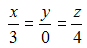 x/3 = y/0 = z/4